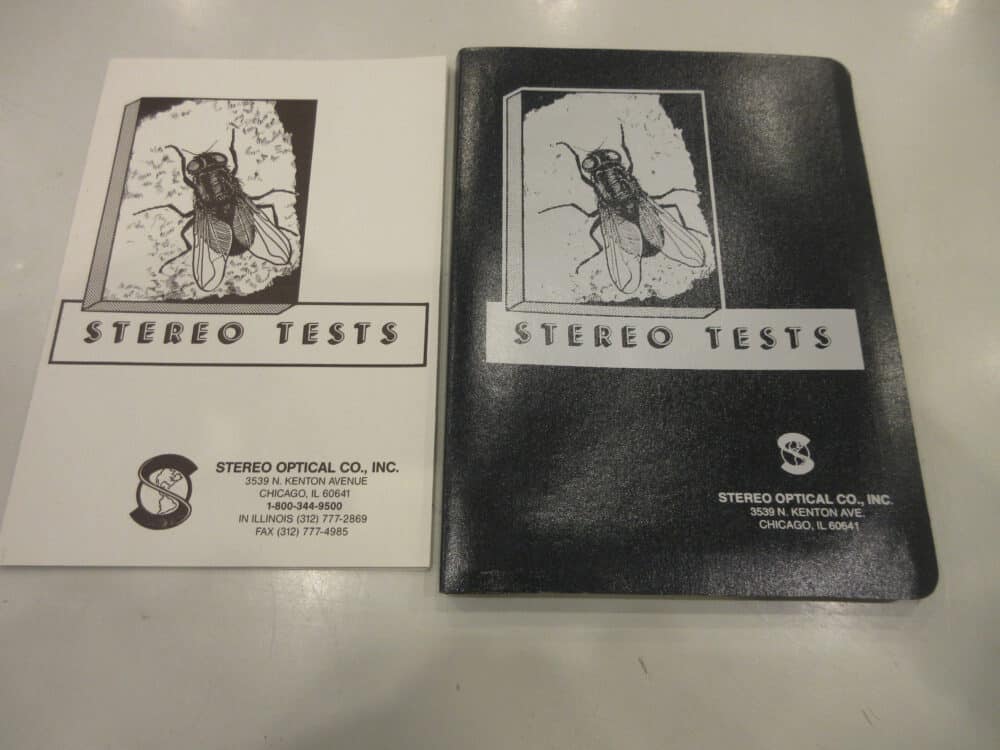 STEREO TESTS
STEREO OPTICAL CO., INC.
3539 N. KENTON AVENUE
CHICAGO, IL 60641
1-800-344-9500
IN ILLINOIS (312) 777-2869
FAX (312) 777-4985
STEREO TESTS
STEREO OPTICAL CO., INC.
3539 N. KENTON AVE.
CHICAGO, IL 60641